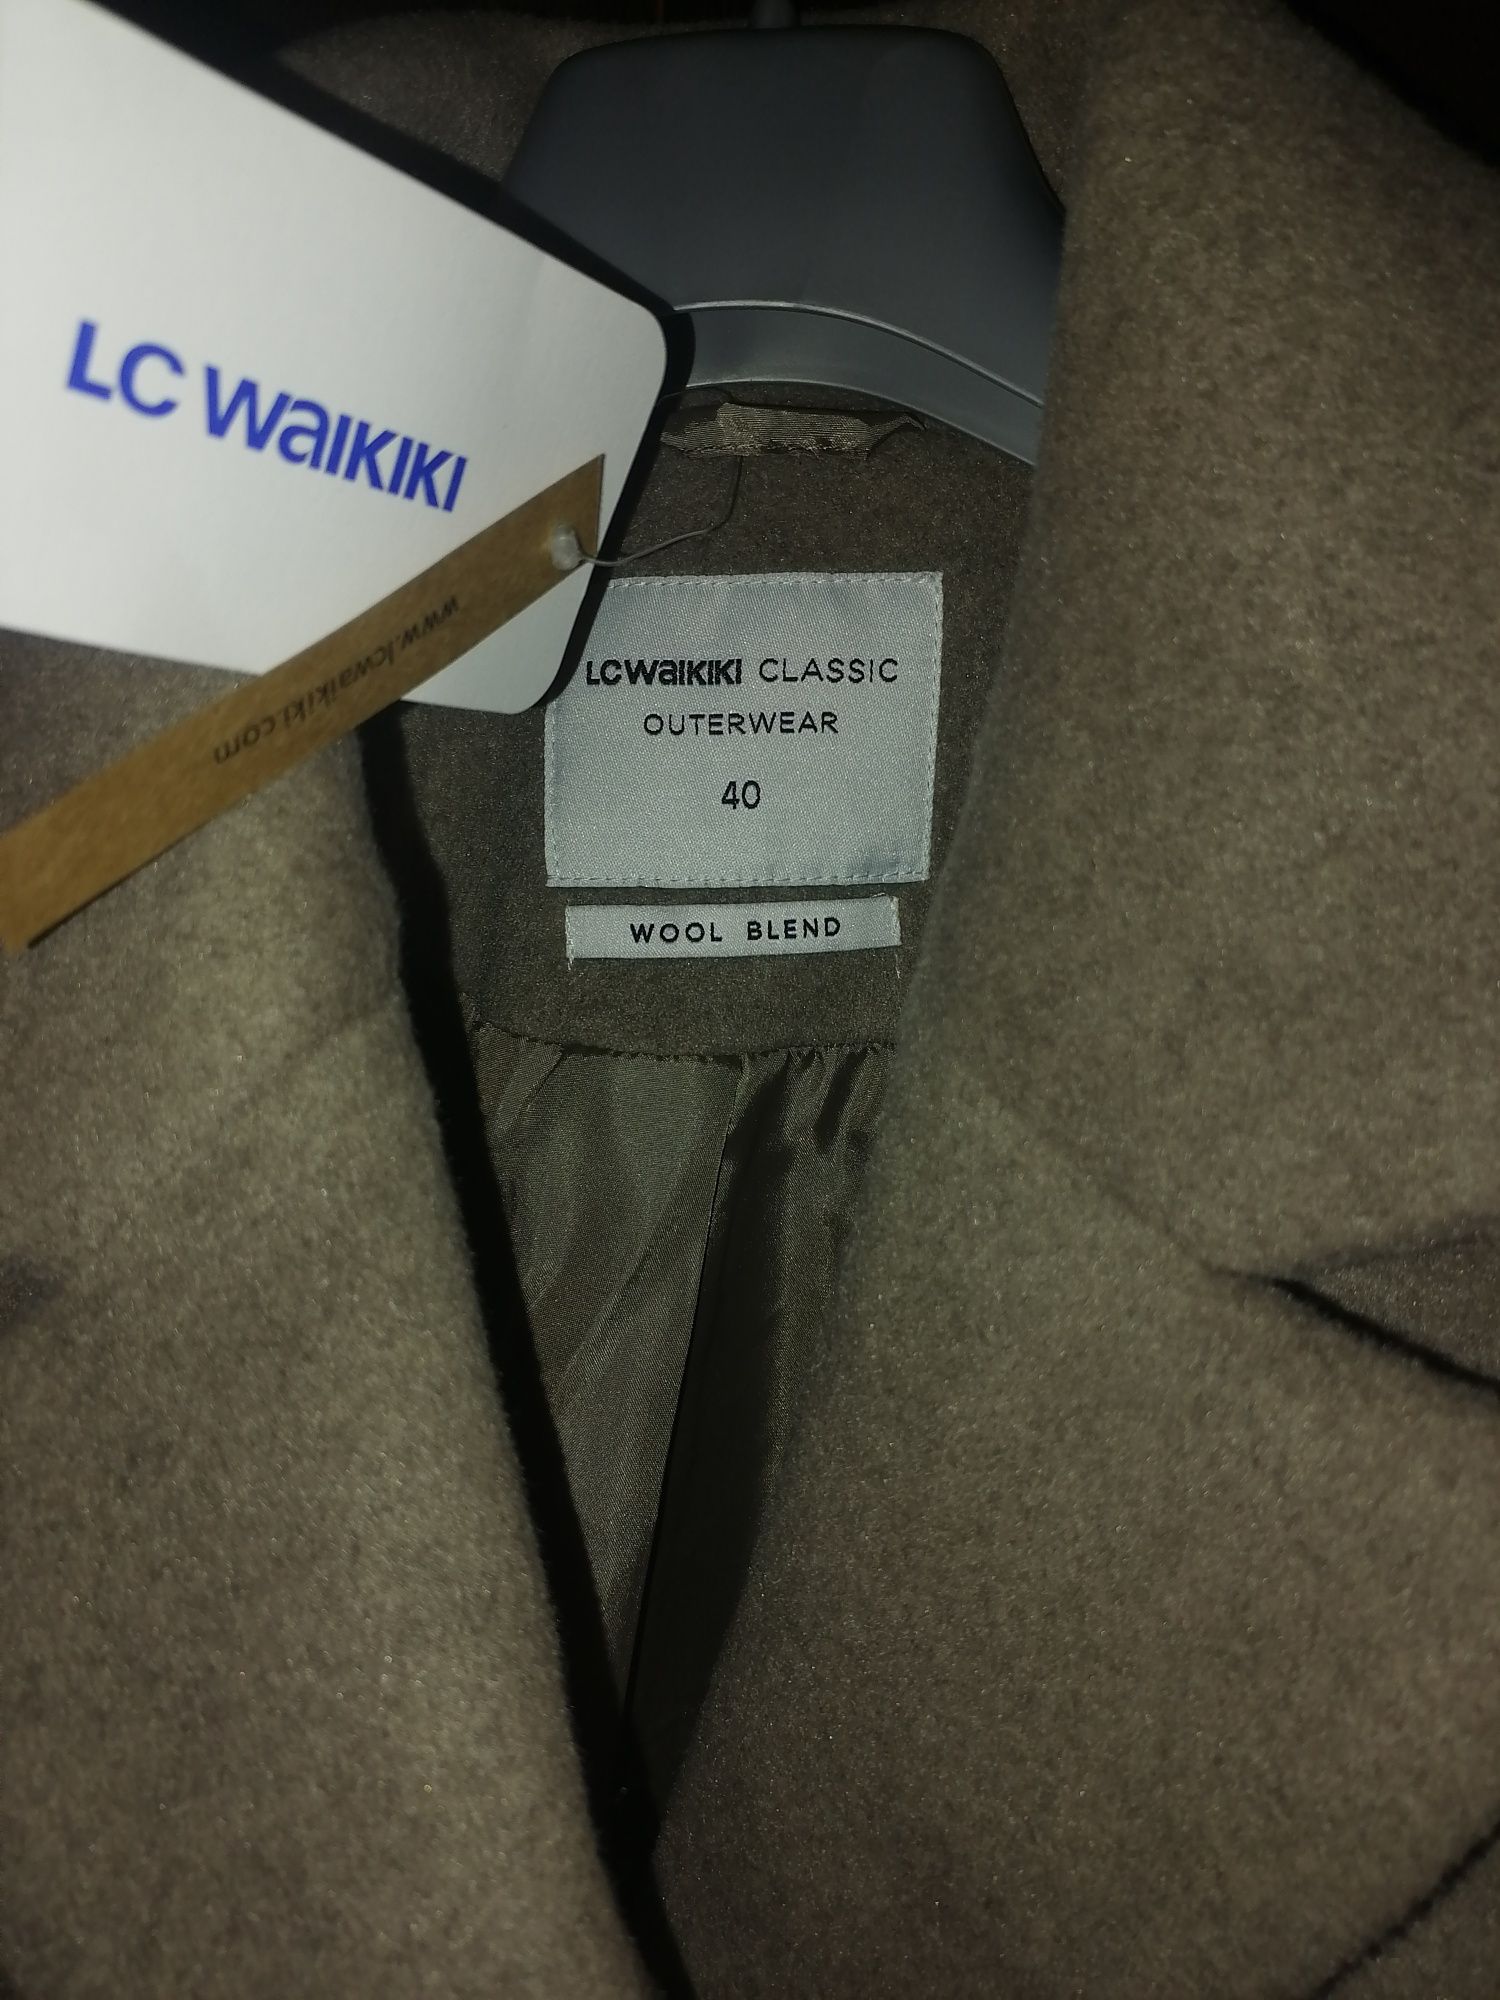 LC WAIKIKI
www.lcwaikiki.com
LCWAIKIKI CLASSIC
OUTERWEAR
40
WOOL BLEND